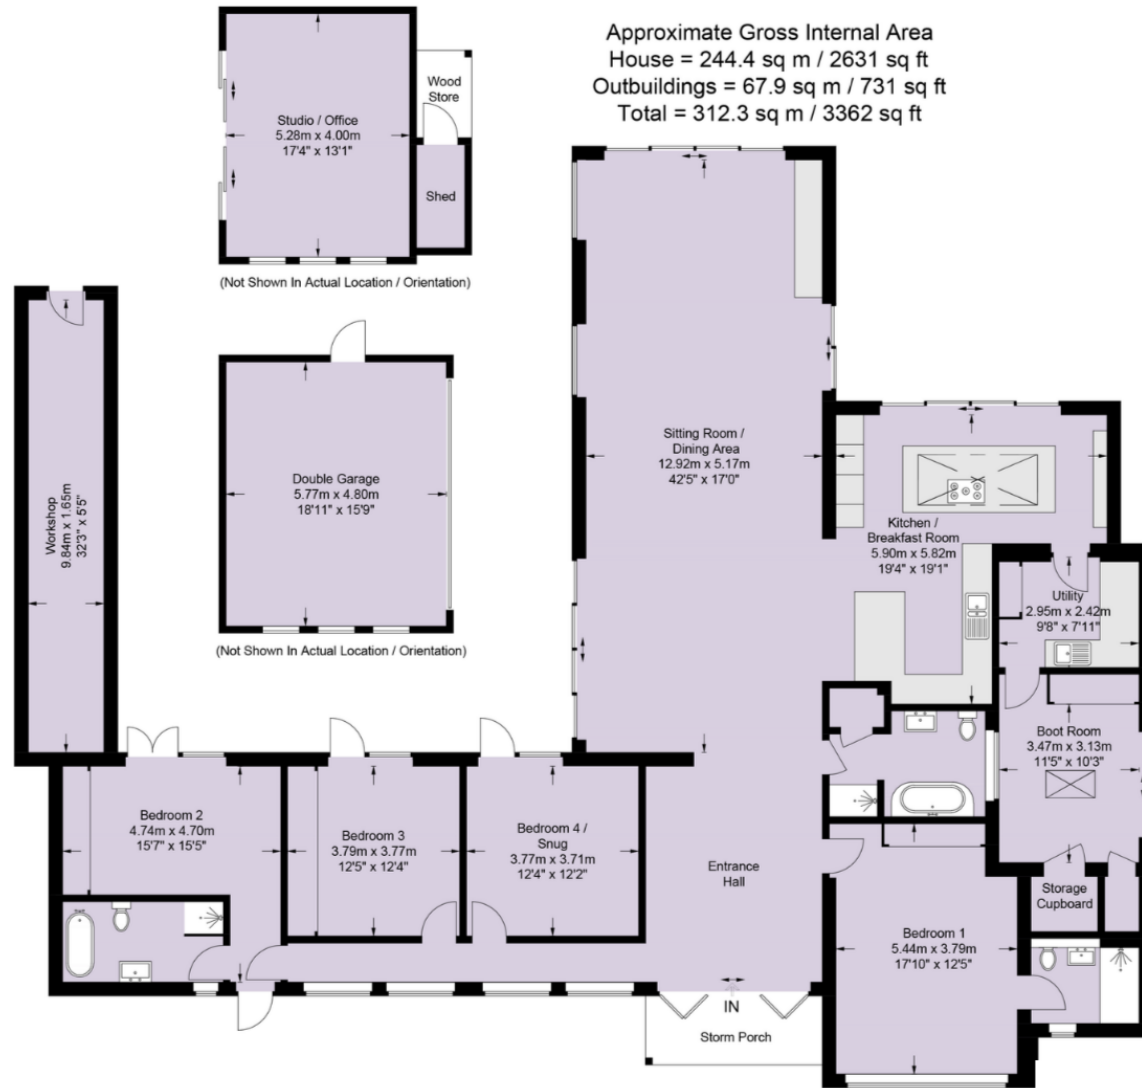 Approximate Gross Internal Area
House = 244.4 sq m / 2631 sq ft
Outbuildings = 67.9 sq m / 731 sq ft
Total = 312.3 sq m / 3362 sq ft
Wood
Store
Studio / Office
5.28m x 4.00m
17'4" x 13'1"
Shed
(Not Shown In Actual Location / Orientation)
Workshop
9.84m x 1.65m
32'3" x 5'5"
Double Garage
5.77m x 4.80m
18'11" x 15'9"
(Not Shown In Actual Location / Orientation)
Sitting Room /
Dining Area
12.92m x 5.17m
42'5" x 17'0"
Kitchen /
Breakfast Room
5.90m x 5.82m
19'4" x 19'1"
Utility
2.95m x 2.42m
9'8" x 7'11"
Boot Room
3.47m x 3.13m
11'5" x 10'3"
Bedroom 2
4.74m x 4.70m
15'7" x 15'5"
Bedroom 3
3.79m x 3.77m
12'5" x 12'4"
Bedroom 4 /
Snug
3.77m x 3.71m
12'4" x 12'2"
Entrance
Hall
Storage
Cupboard
Bedroom 1
5.44m x 3.79m
17'10" x 12'5"
IN
Storm Porch